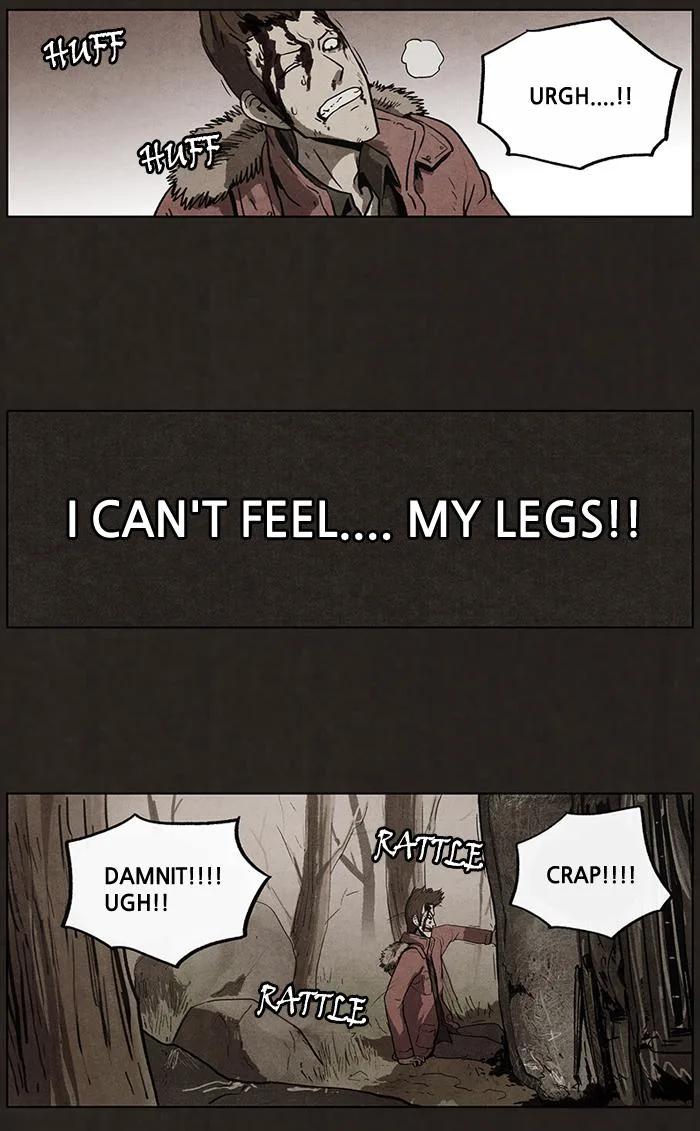 HUFF
URGH....!!
HUFF
I CAN'T FEEL.... MY LEGS!!
DAMNIT!!!!
UGH!!
RATTLE
CRAP!!!!
RATTLE